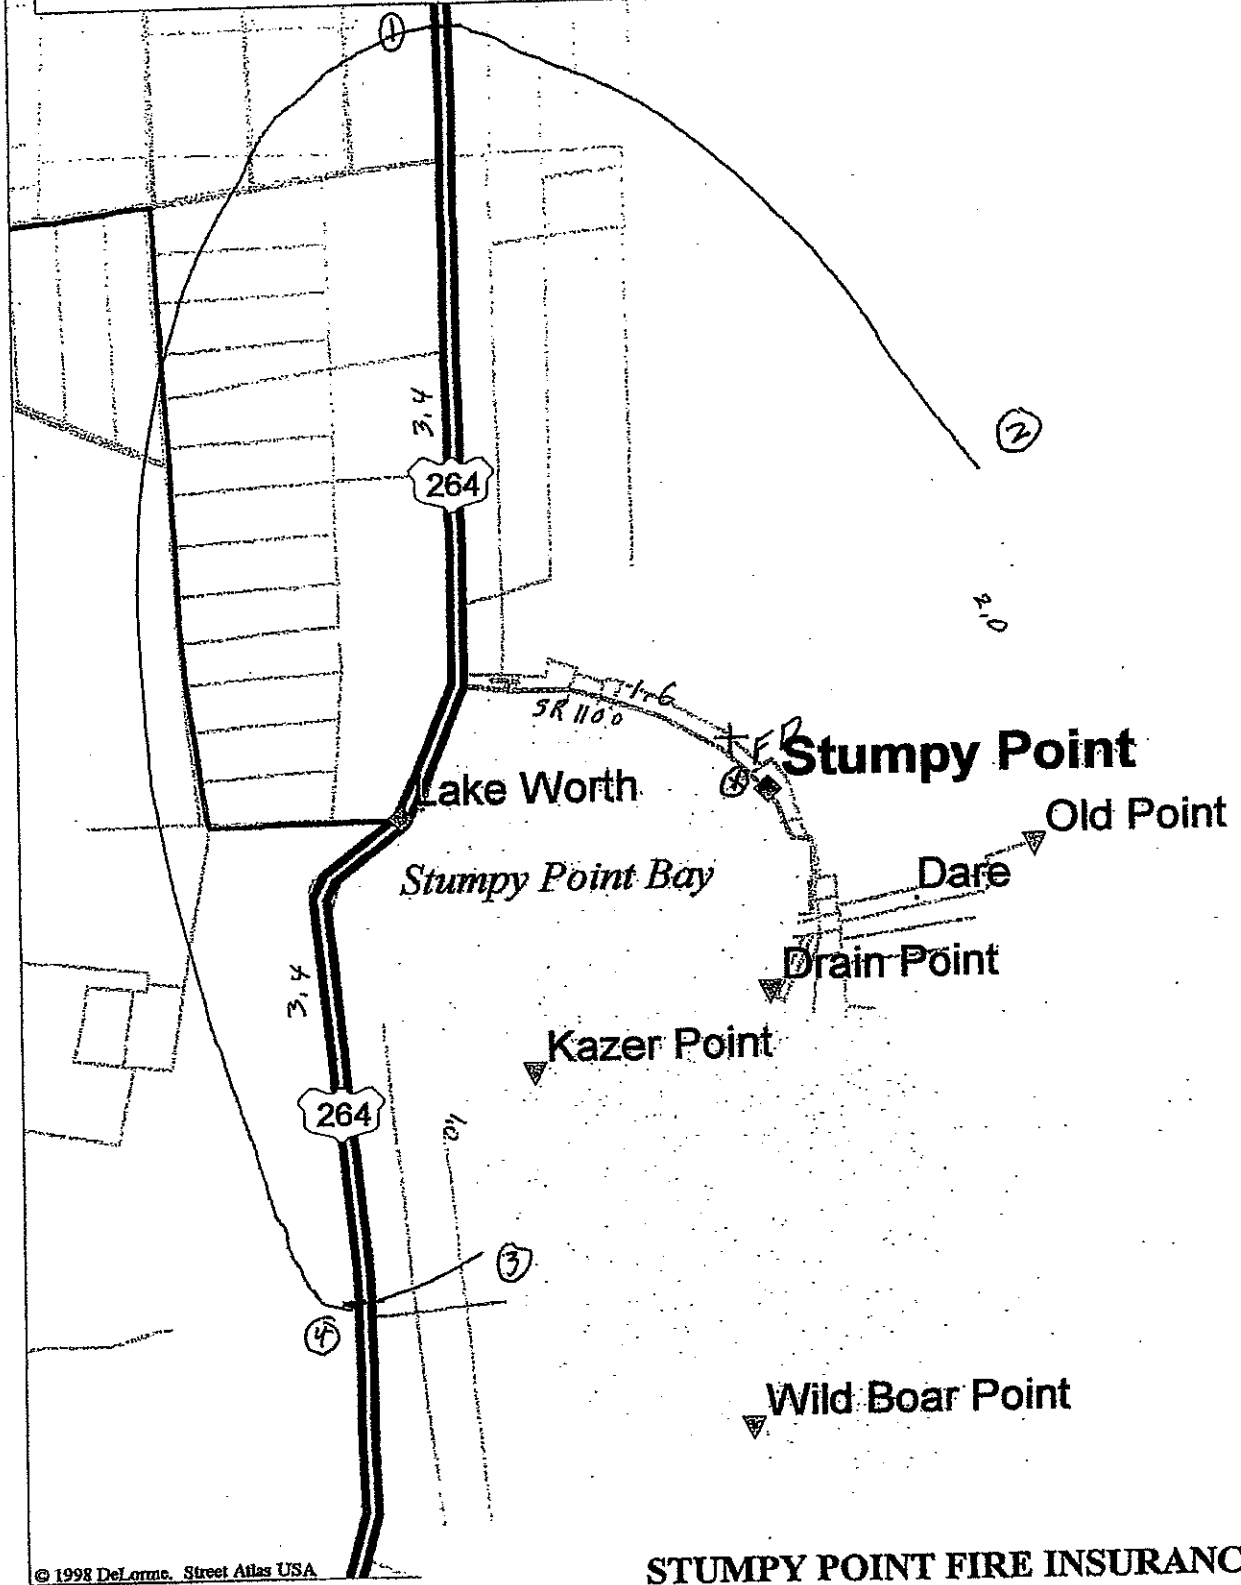 1
3.4
264
2
2.0
1.6
SR 1100
FD
Stumpy Point
Lake Worth
Old Point
Stumpy Point Bay
Dare
Drain Point
3.4
Kazer Point
264
1.0
3
4
Wild Boar Point
© 1998 DeLorme. Street Atlas USA
STUMPY POINT FIRE INSURANC